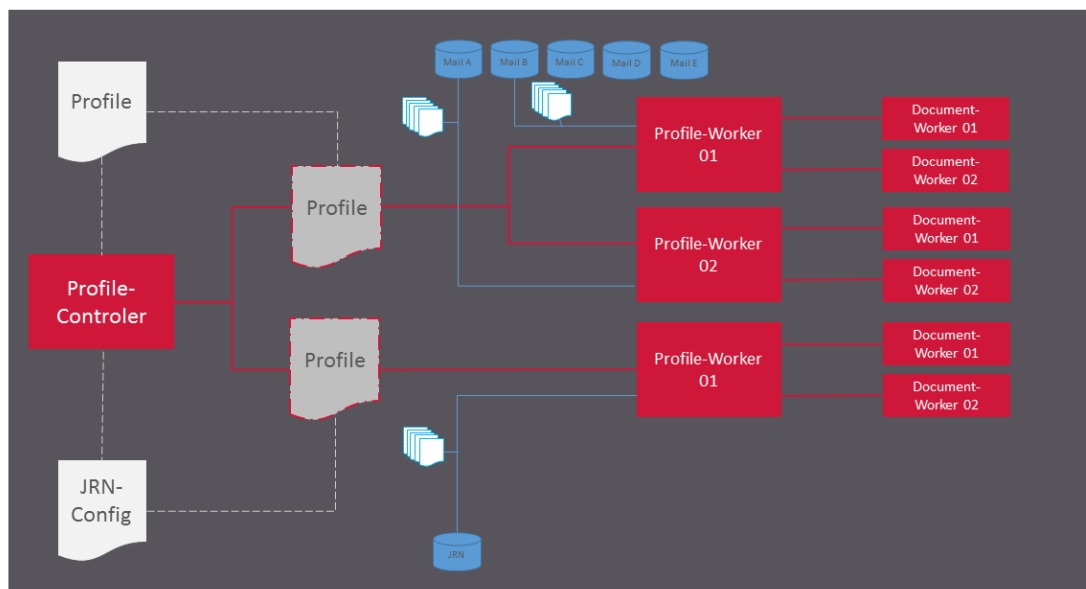 Mail A
Mail B
Mail C
Mail D
Mail E
Profile
Profile
Profile-
Controler
Profile
JRN-
Config
JRN
Profile-Worker
01
Document-
Worker 01
Document-
Worker 02
Profile-Worker
02
Document-
Worker 01
Document-
Worker 02
Profile-Worker
01
Document-
Worker 01
Document-
Worker 02